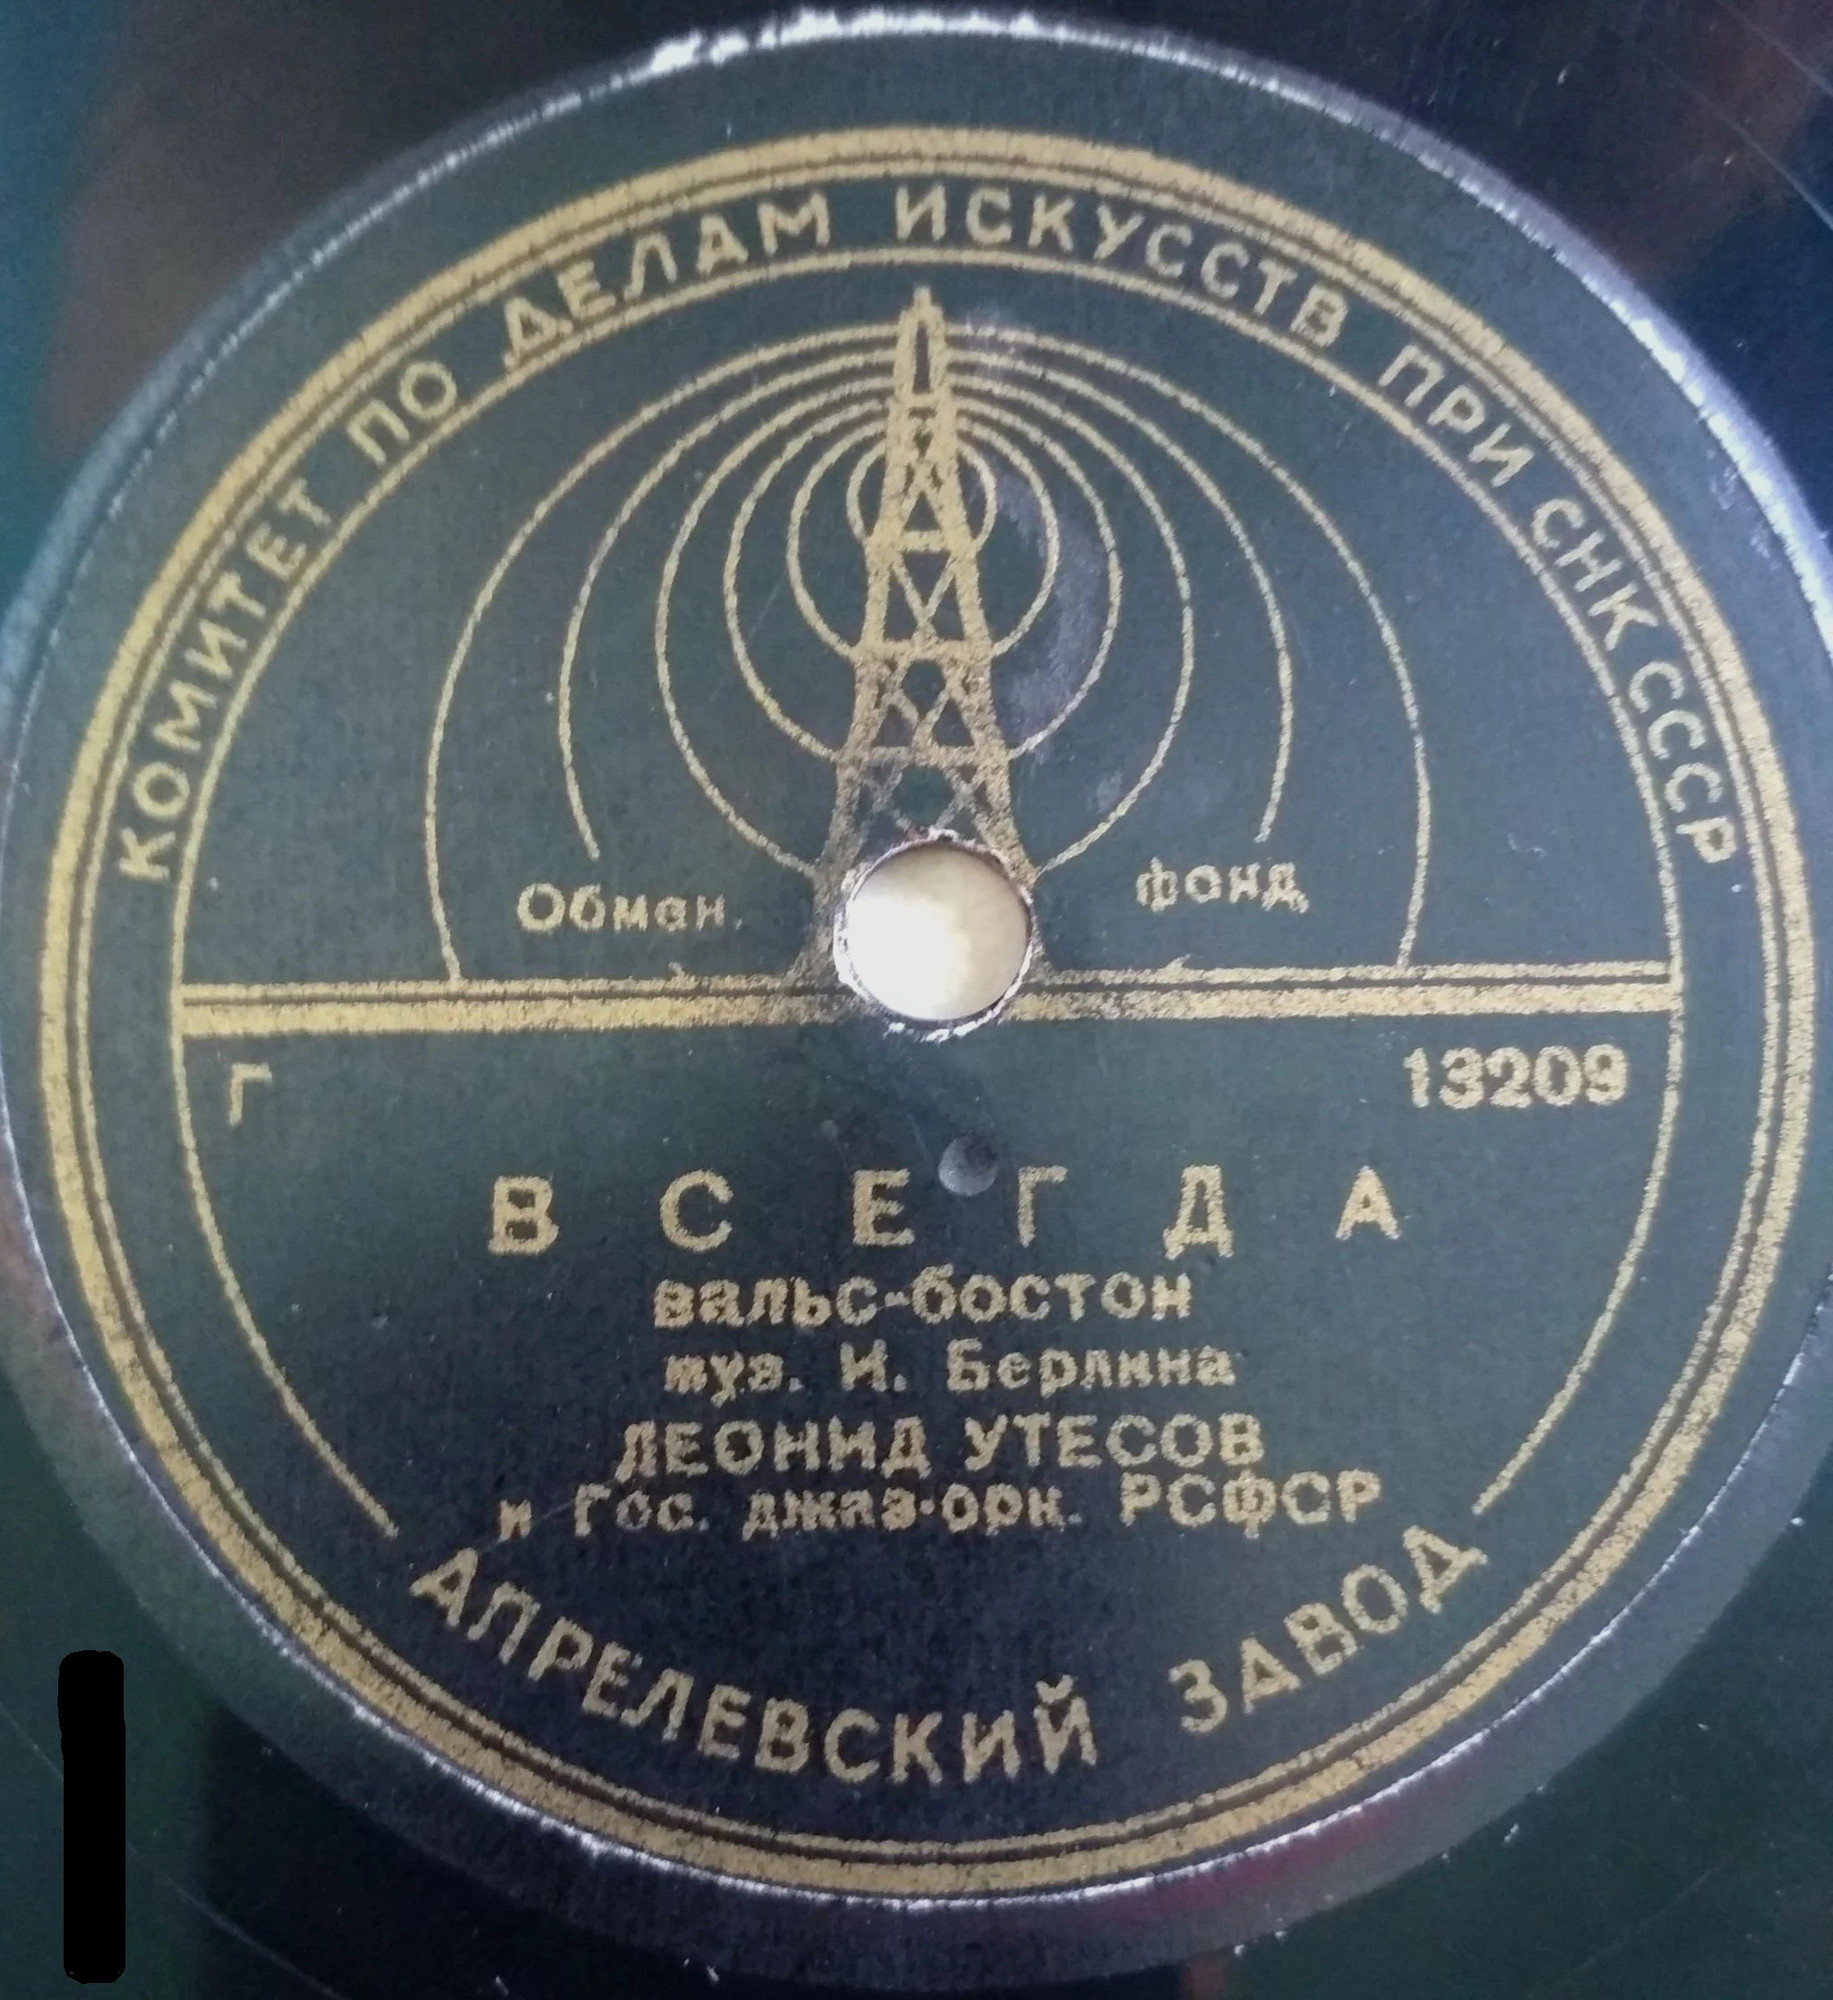 КОМИТЕТ ПО ДЕЛАМ ИСКУССТВ ПРИ СНК СССР
Обмен. фонд
Г 13209
ВСЕГДА
вальс-бостон
муз. И. Берлина
ЛЕОНИД УТЕСОВ
и Гос. джаз-орк. РСФСР
АПРЕЛЕВСКИЙ ЗАВОД